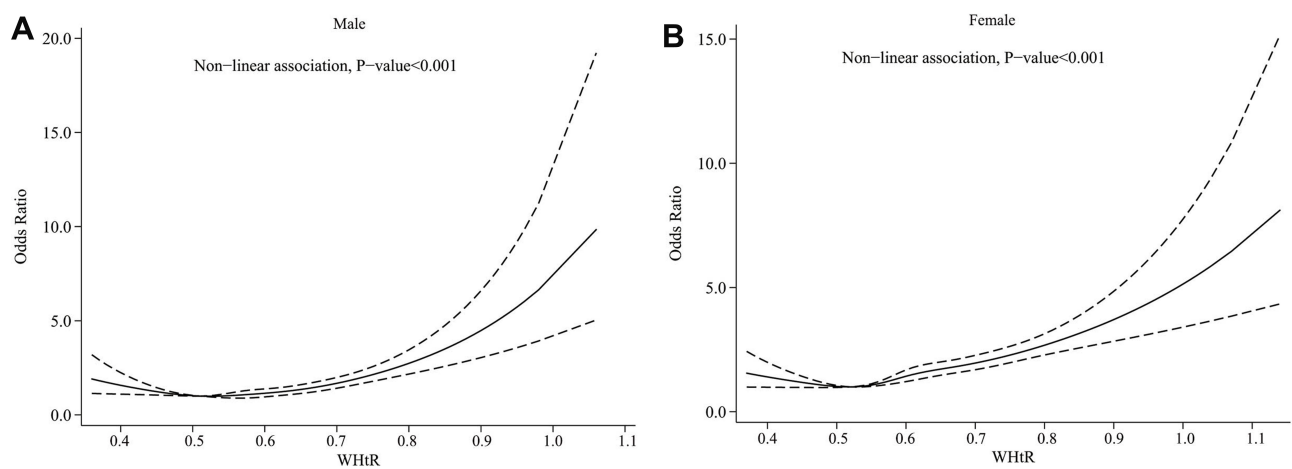 A
Male
Non−linear association, P−value<0.001
20.0
15.0
10.0
5.0
0.0
Odds Ratio
0.4 0.5 0.6 0.7 0.8 0.9 1.0 1.1
WHtR
B
Female
Non−linear association, P−value<0.001
15.0
10.0
5.0
0.0
Odds Ratio
0.4 0.5 0.6 0.7 0.8 0.9 1.0 1.1
WHtR